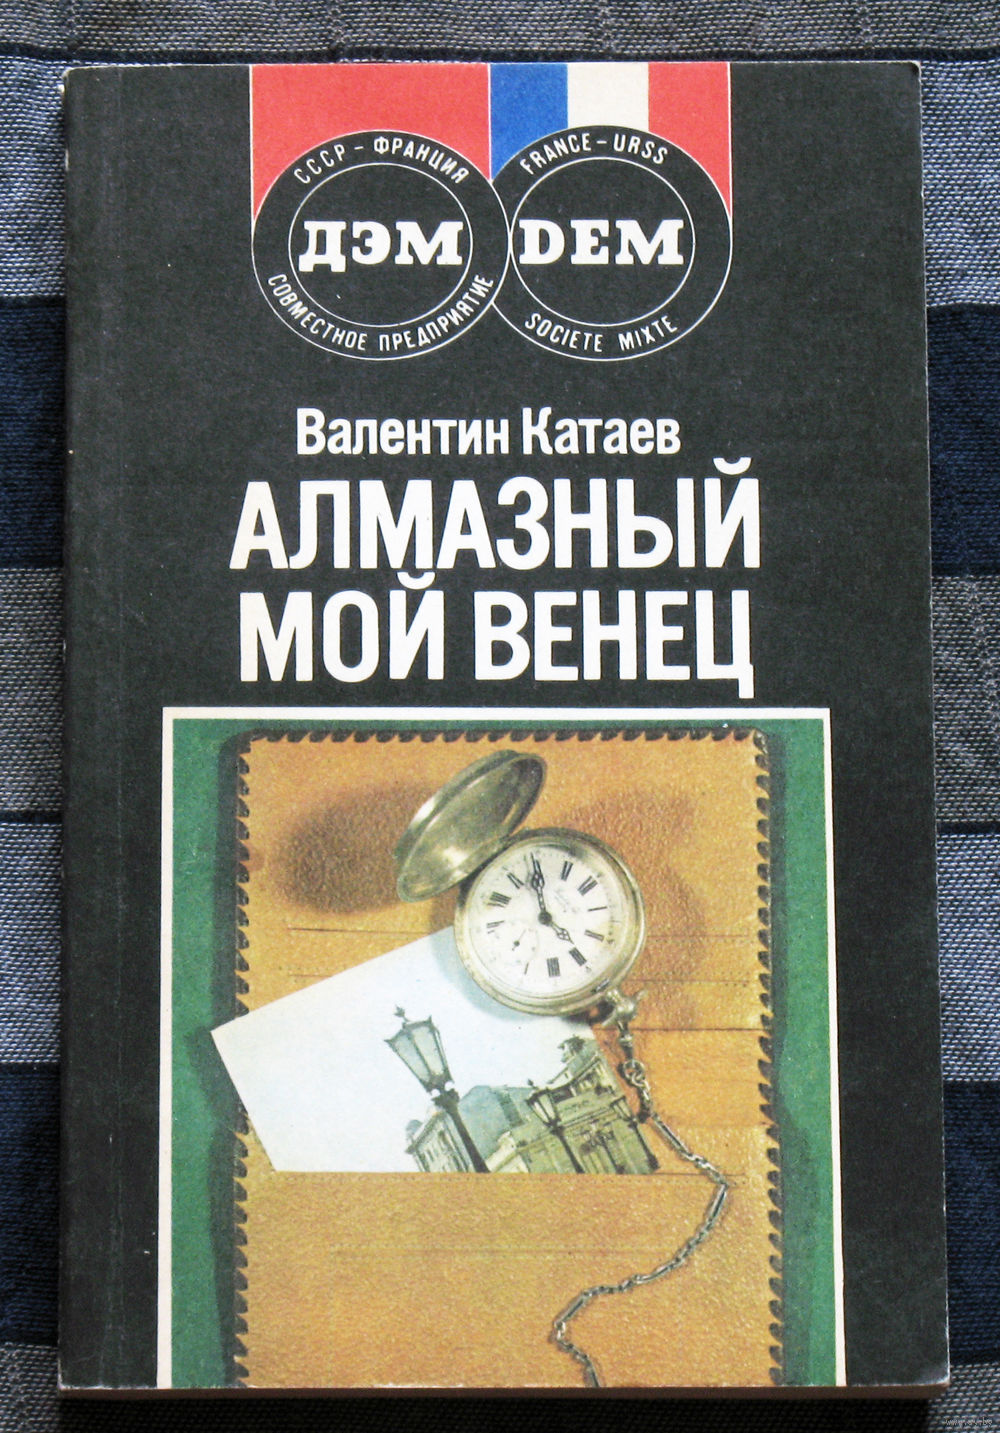 СССР - ФРАНЦИЯ
ДЭМ
СОВМЕСТНОЕ ПРЕДПРИЯТИЕ
FRANCE - URSS
DEM
SOCIETE MIXTE
Валентин Катаев
АЛМАЗНЫЙ
МОЙ ВЕНЕЦ